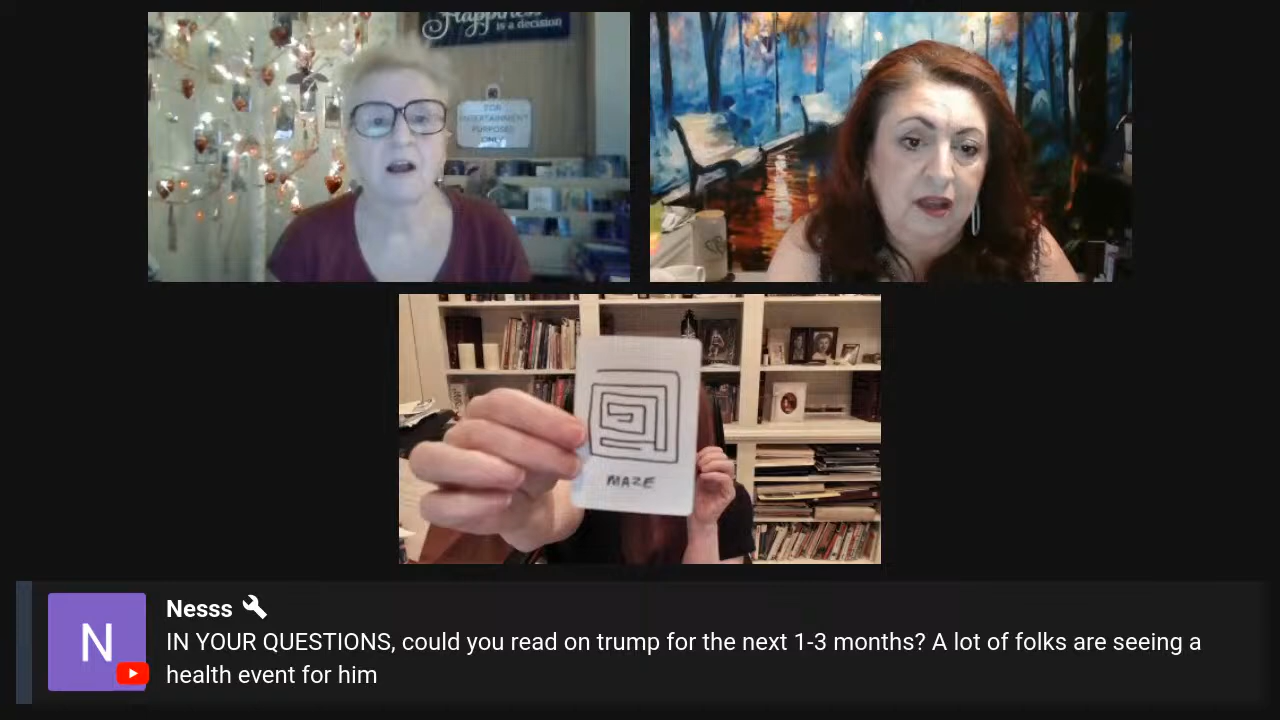 Happiness
is a decision
FOR
ENTERTAINMENT
PURPOSES
ONLY
MAZE
N
Nesss
IN YOUR QUESTIONS, could you read on trump for the next 1-3 months? A lot of folks are seeing a
health event for him